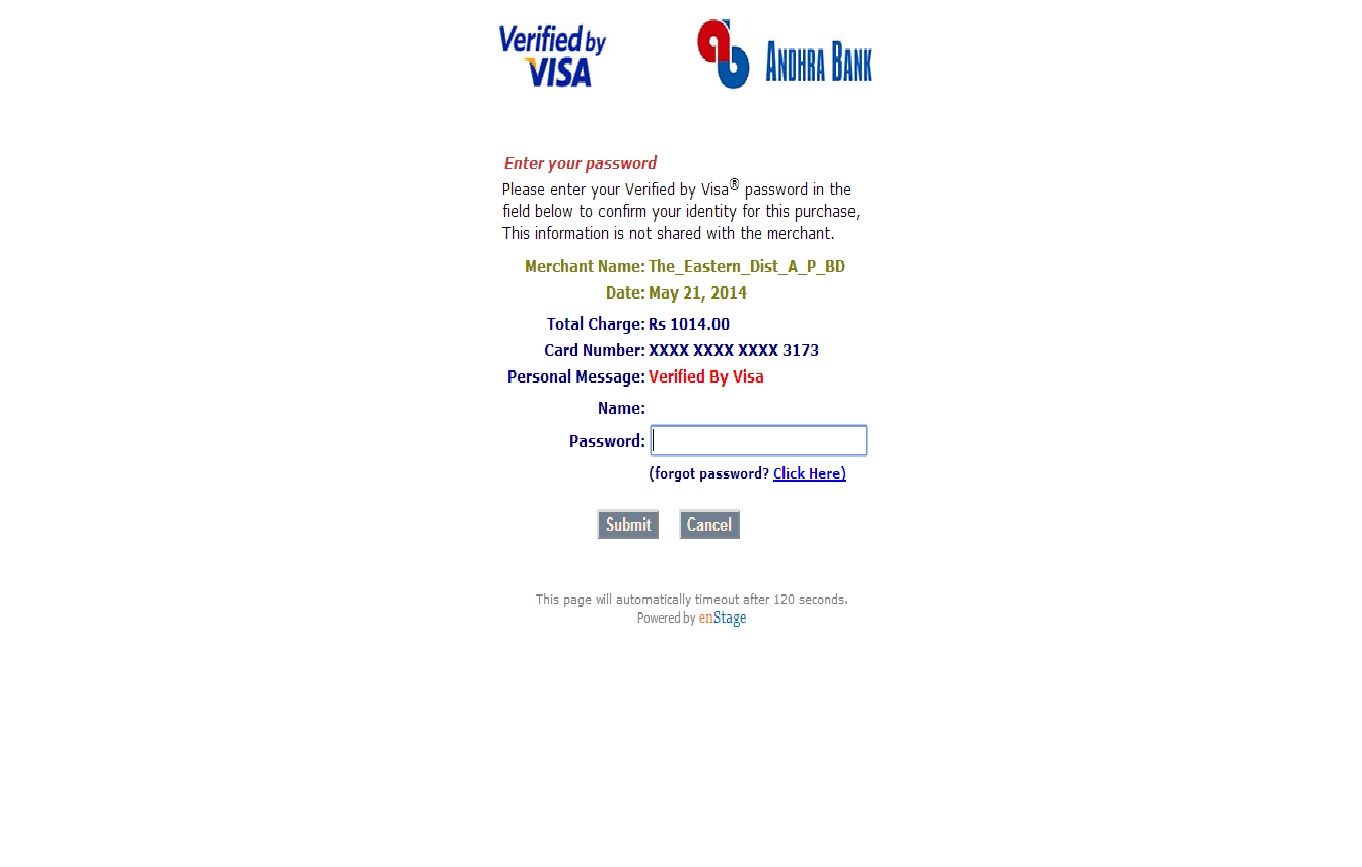 Verified by
VISA
ab ANDHRA BANK
Enter your password
Please enter your Verified by Visa® password in the
field below to confirm your identity for this purchase,
This information is not shared with the merchant.
Merchant Name: The_Eastern_Dist_A_P_BD
Date: May 21, 2014
Total Charge: Rs 1014.00
Card Number: XXXX XXXX XXXX 3173
Personal Message: Verified By Visa
Name:
Password:
(forgot password? Click Here)
Submit Cancel
This page will automatically timeout after 120 seconds.
Powered by enStage